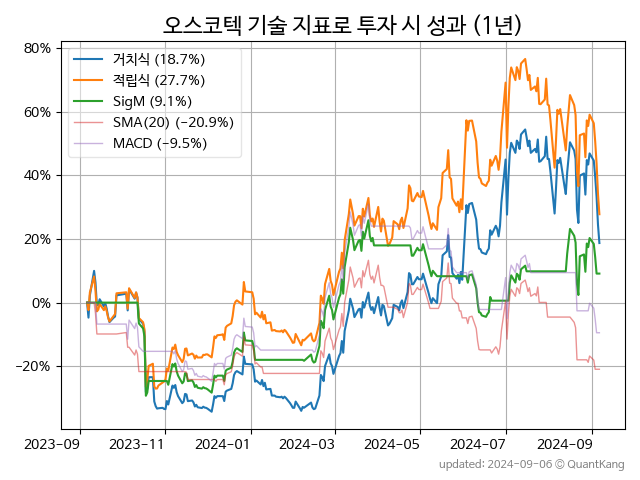 오스코텍 기술 지표로 투자 시 성과 (1년)
80%
60%
40%
20%
0%
−20%
거치식 (18.7%)
적립식 (27.7%)
SigM (9.1%)
SMA(20) (−20.9%)
MACD (−9.5%)
2023-09 2023-11 2024-01 2024-03 2024-05 2024-07 2024-09
updated: 2024-09-06 © QuantKang